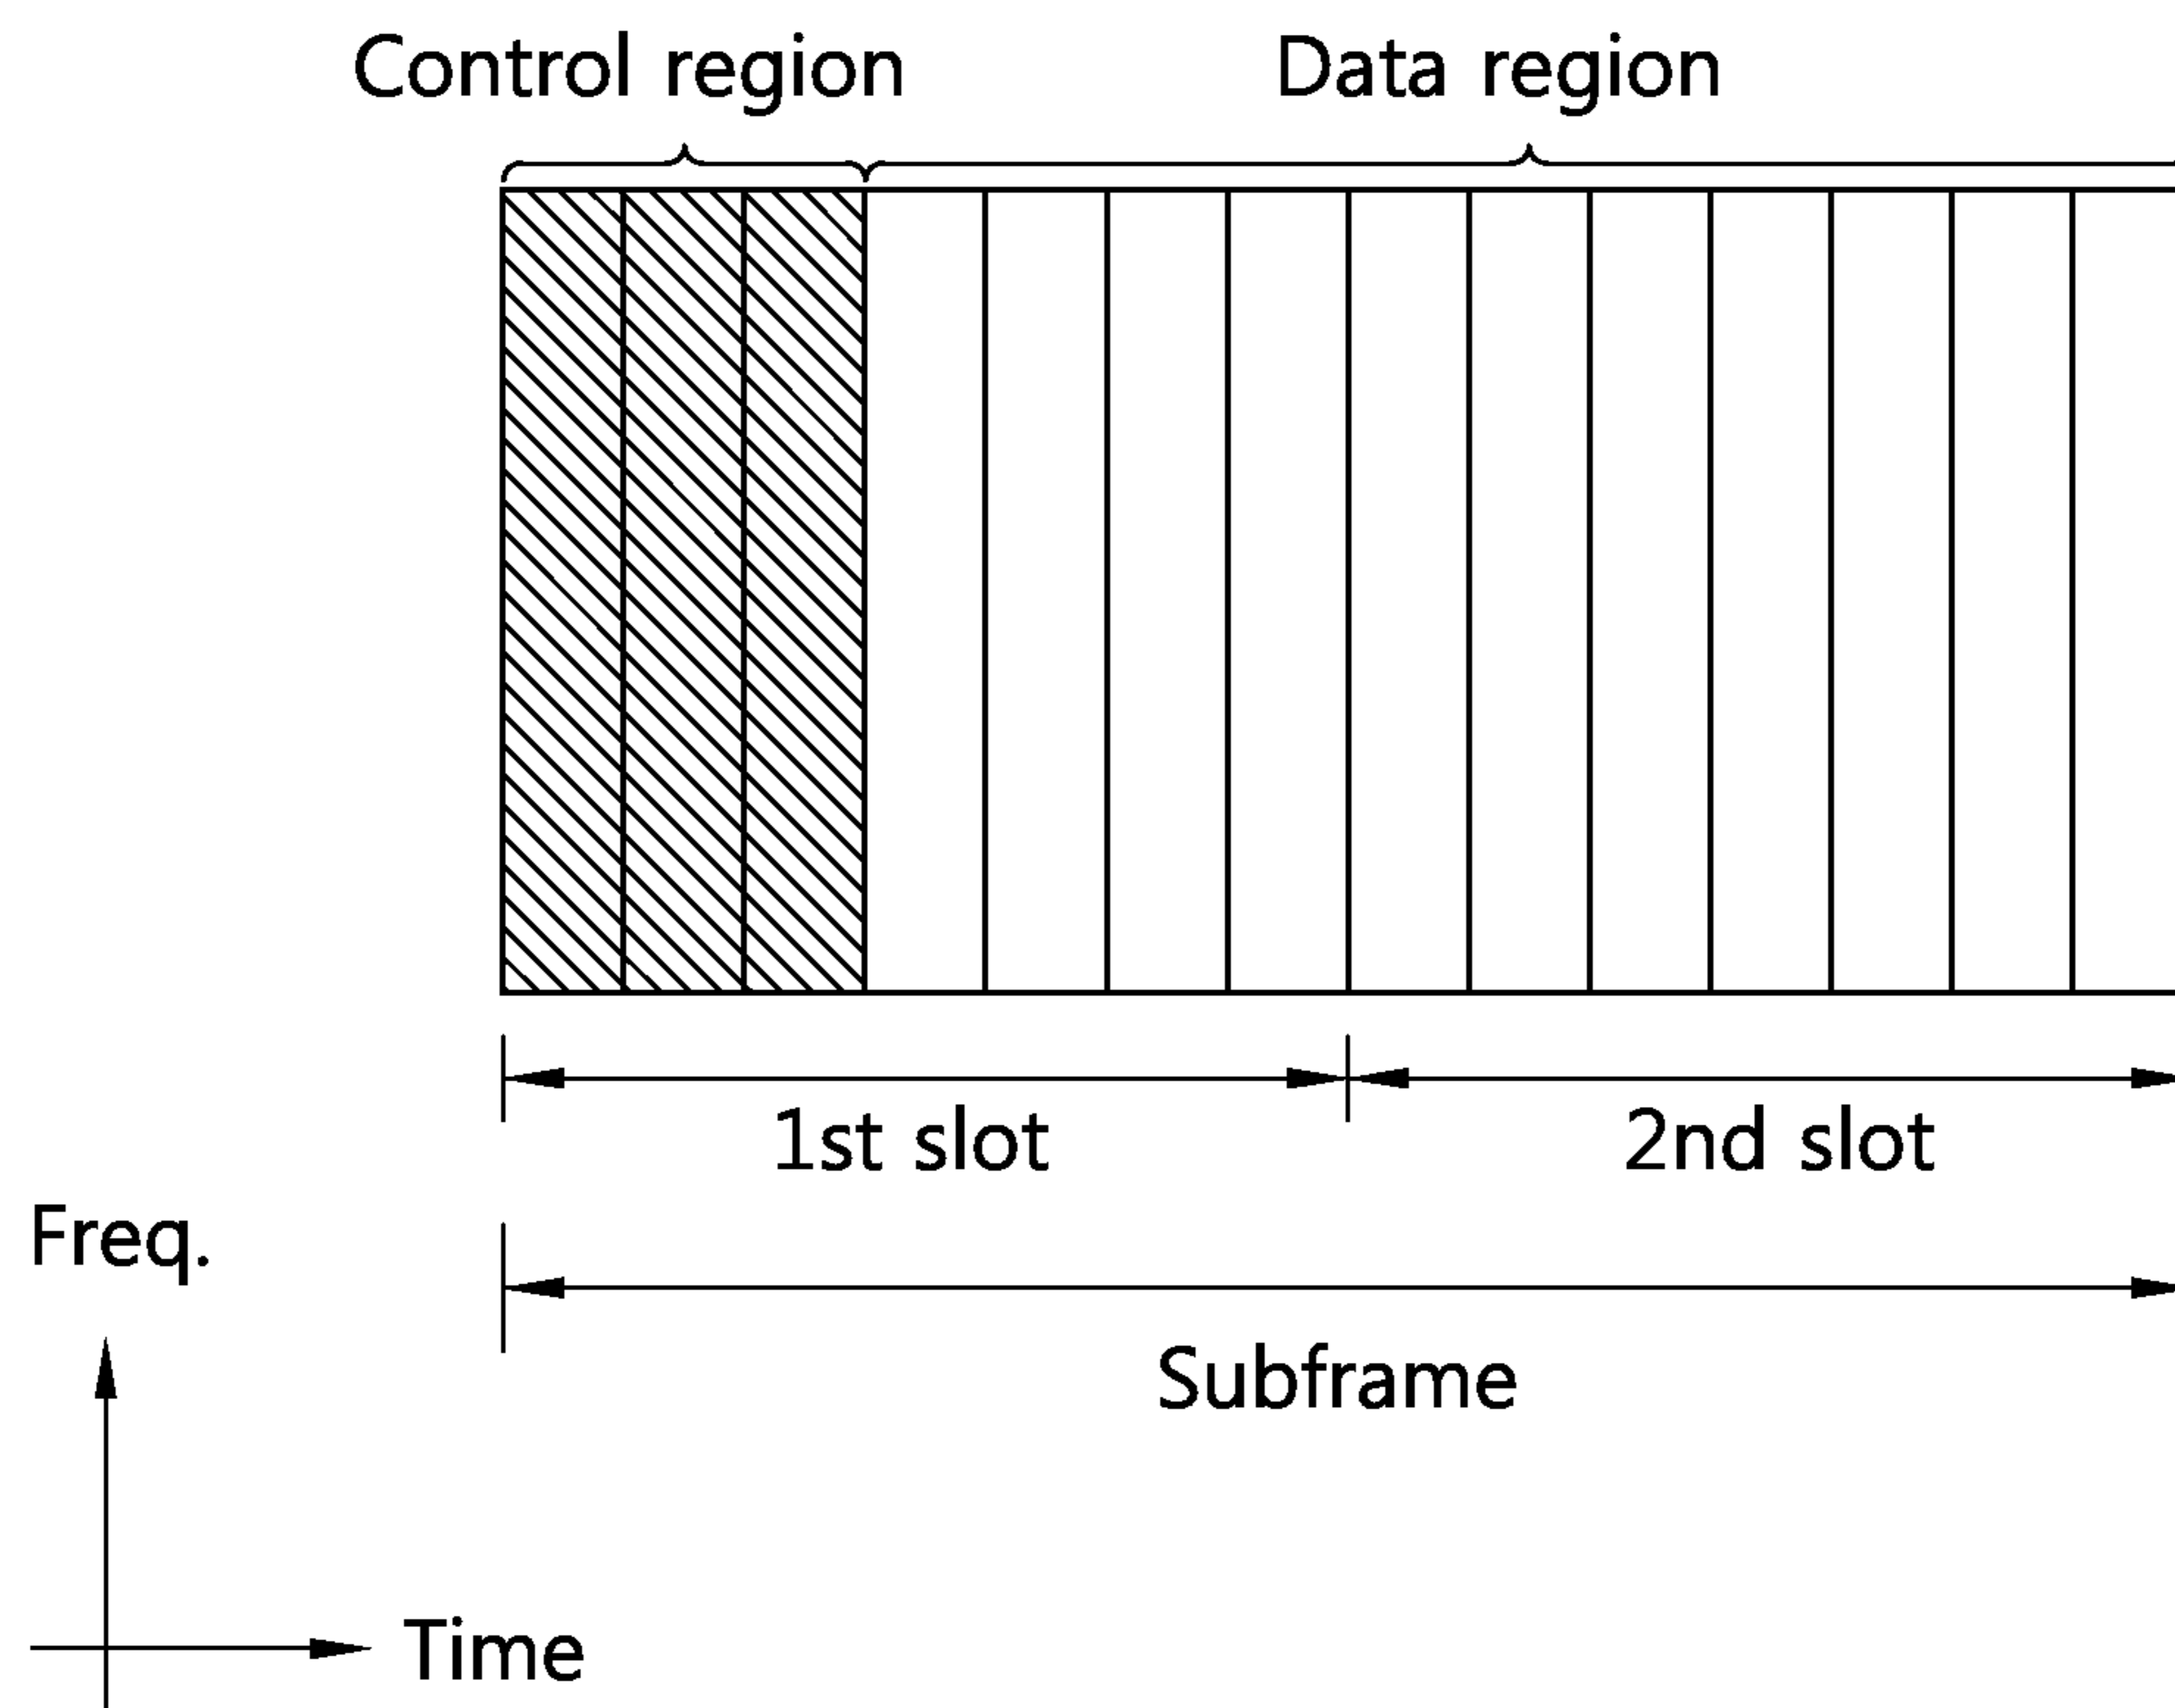 Control region
Data region
1st slot
2nd slot
Freq.
Subframe
Time